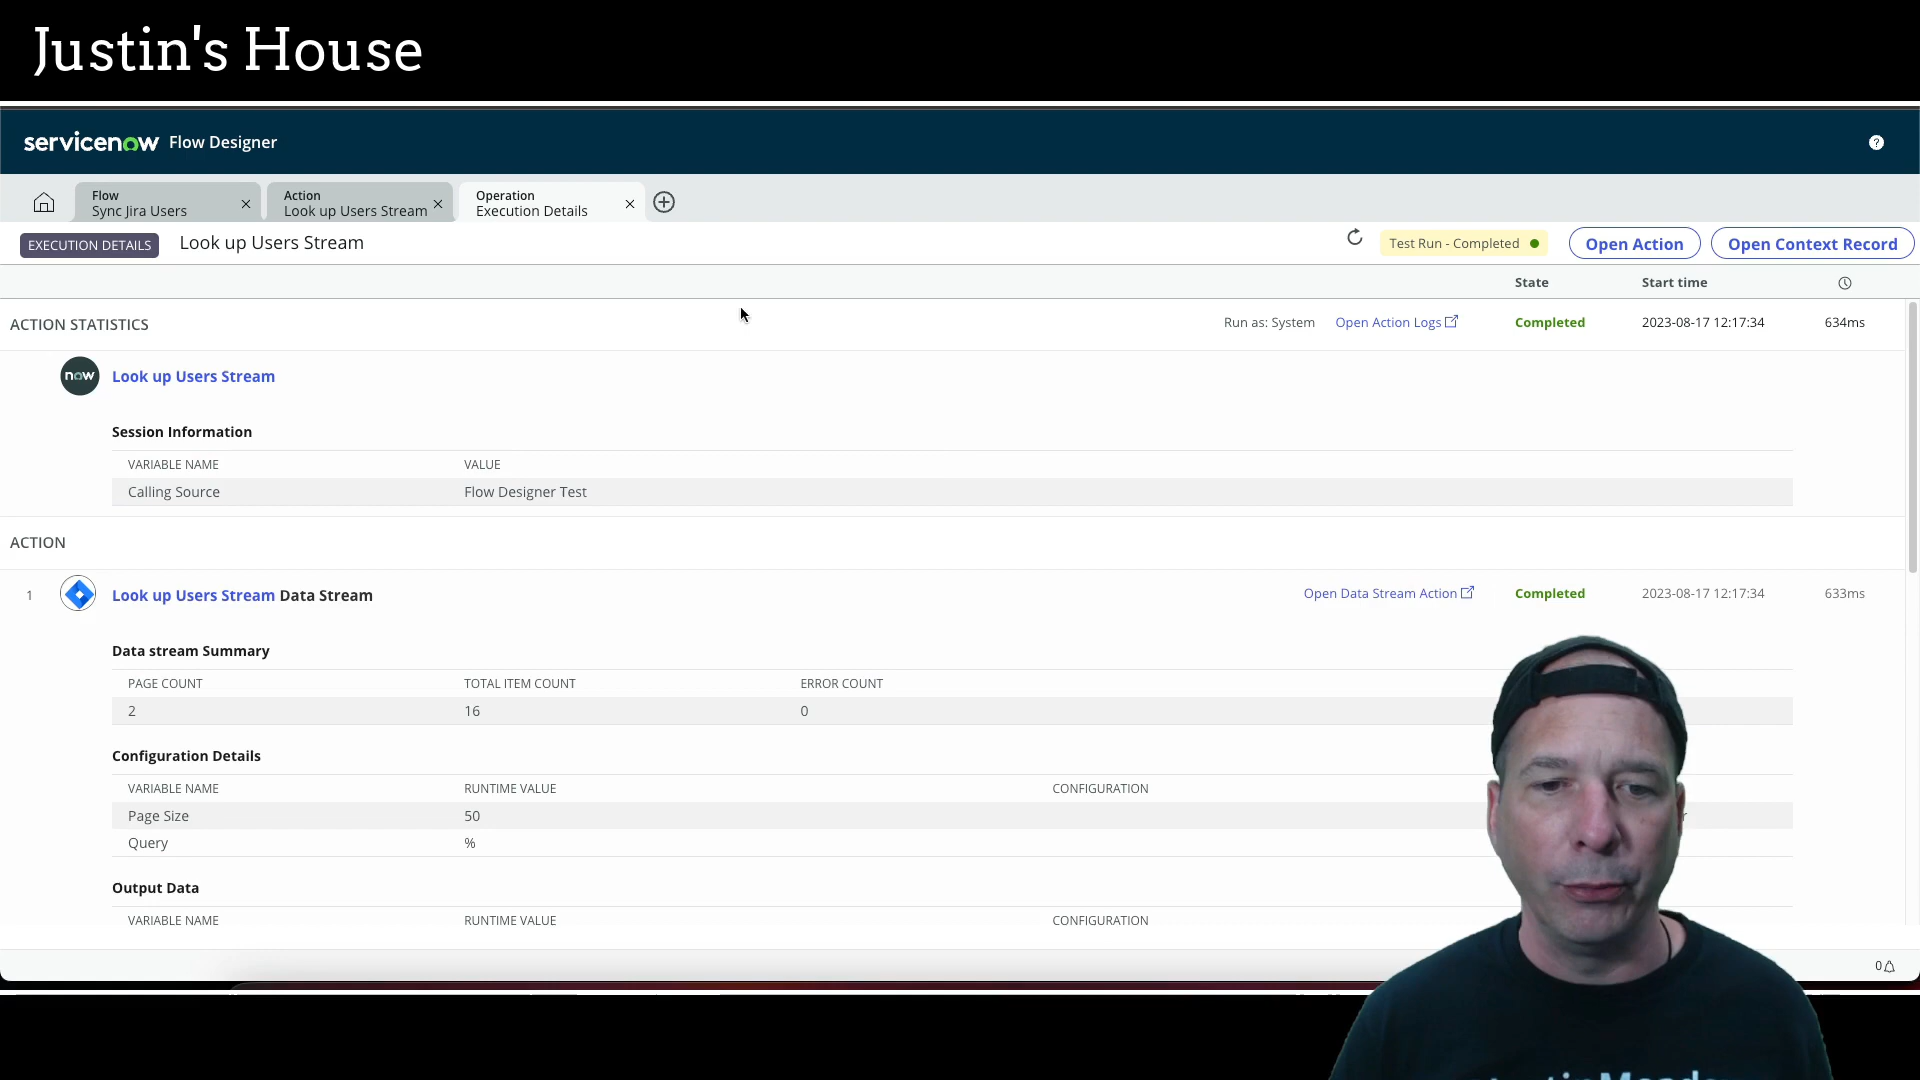 Justin's House
servicenow Flow Designer
?
Flow
Sync Jira Users
Action
Look up Users Stream
Operation
Execution Details
EXECUTION DETAILS Look up Users Stream
Test Run - Completed
Open Action
Open Context Record
State Start time
ACTION STATISTICS
Run as: System Open Action Logs Completed 2023-08-17 12:17:34 634ms
now Look up Users Stream
Session Information
VARIABLE NAME VALUE
Calling Source Flow Designer Test
ACTION
1 Look up Users Stream Data Stream Open Data Stream Action Completed 2023-08-17 12:17:34 633ms
Data stream Summary
PAGE COUNT TOTAL ITEM COUNT ERROR COUNT
2 16 0
Configuration Details
VARIABLE NAME RUNTIME VALUE CONFIGURATION
Page Size 50
Query %
Output Data
VARIABLE NAME RUNTIME VALUE CONFIGURATION
0